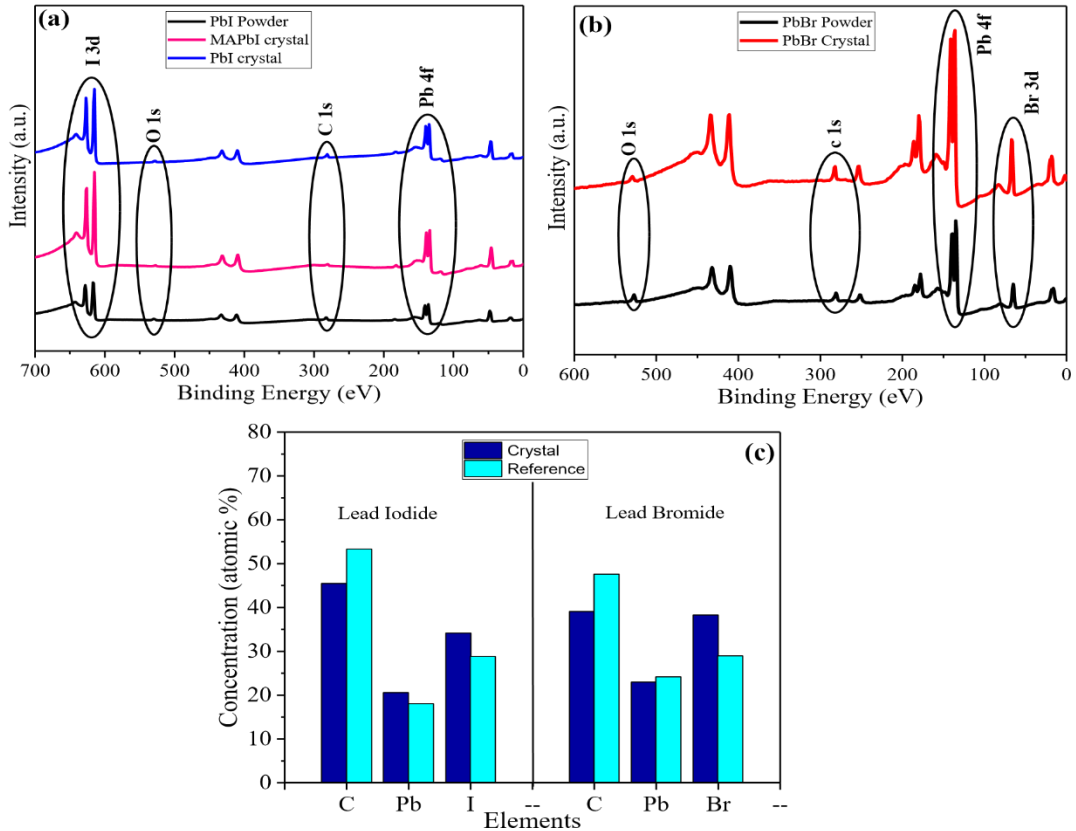 (a)
PbI Powder
MAPbI crystal
PbI crystal
I 3d
O 1s
C 1s
Pb 4f
Intensity (a.u.)
700 600 500 400 300 200 100 0
Binding Energy (eV)
(b)
PbBr Powder
PbBr Crystal
O 1s
c 1s
Pb 4f
Br 3d
Intensity (a.u.)
600 500 400 300 200 100 0
Binding Energy (eV)
(c)
Crystal
Reference
Lead Iodide
Lead Bromide
Concentration (atomic %)
80
70
60
50
40
30
20
10
0
C Pb I -- C Pb Br --
Elements